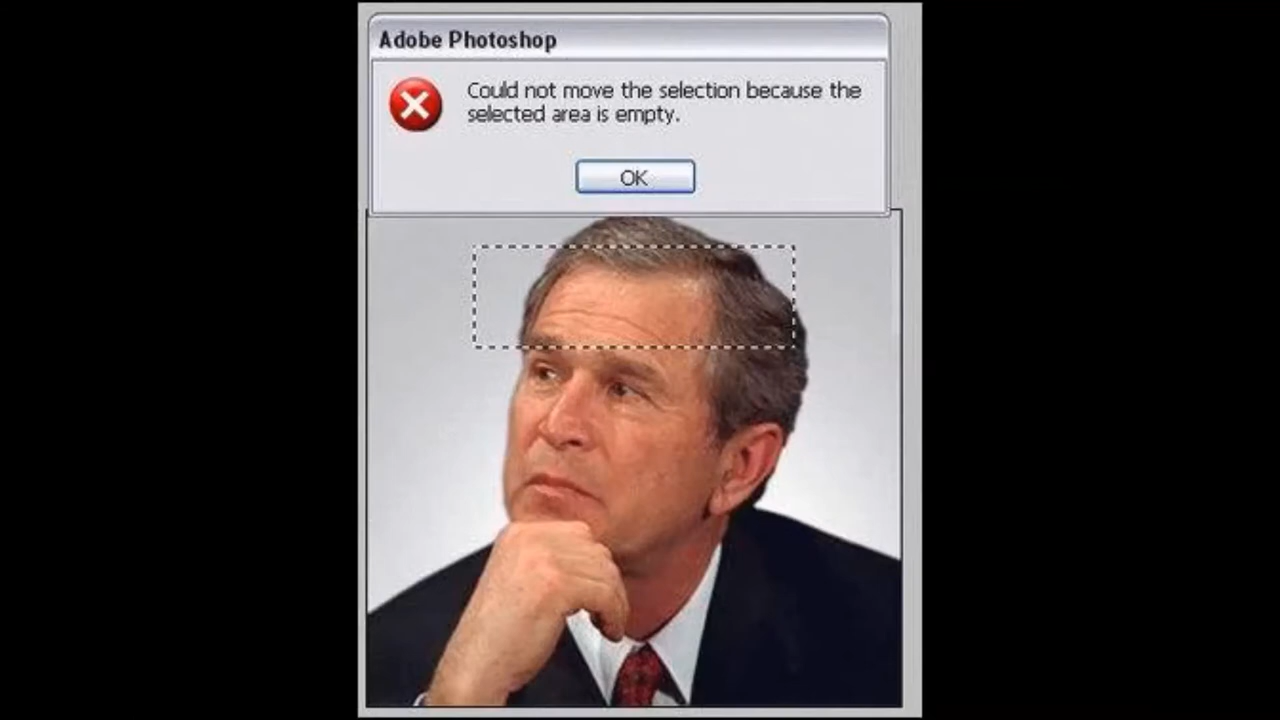 Adobe Photoshop
Could not move the selection because the
selected area is empty.
OK